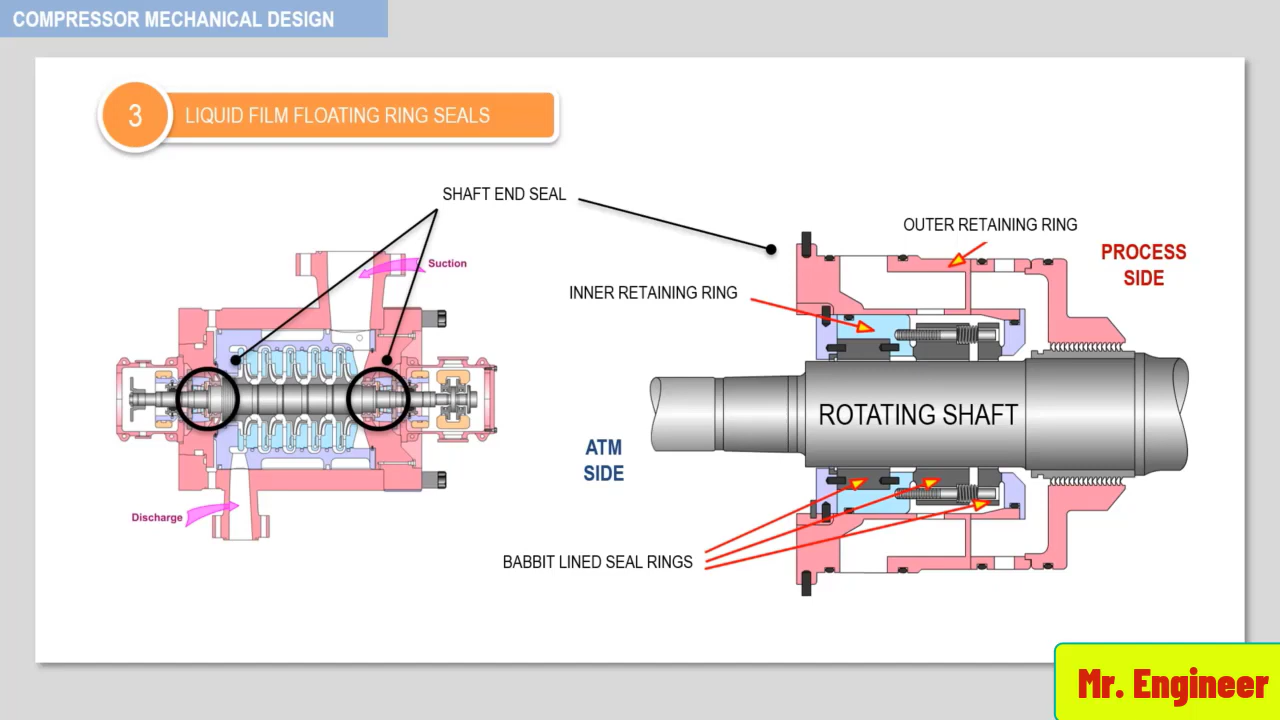 COMPRESSOR MECHANICAL DESIGN
3
LIQUID FILM FLOATING RING SEALS
SHAFT END SEAL
OUTER RETAINING RING
PROCESS
SIDE
Suction
INNER RETAINING RING
ROTATING SHAFT
ATM
SIDE
Discharge
BABBIT LINED SEAL RINGS
Mr. Engineer